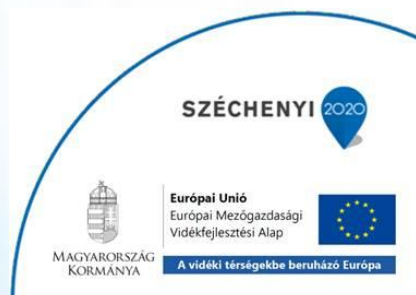 SZÉCHENYI 2020
Európai Unió
Európai Mezőgazdasági
Vidékfejlesztési Alap
MAGYARORSZÁG
KORMÁNYA
A vidéki térségekbe beruházó Európa